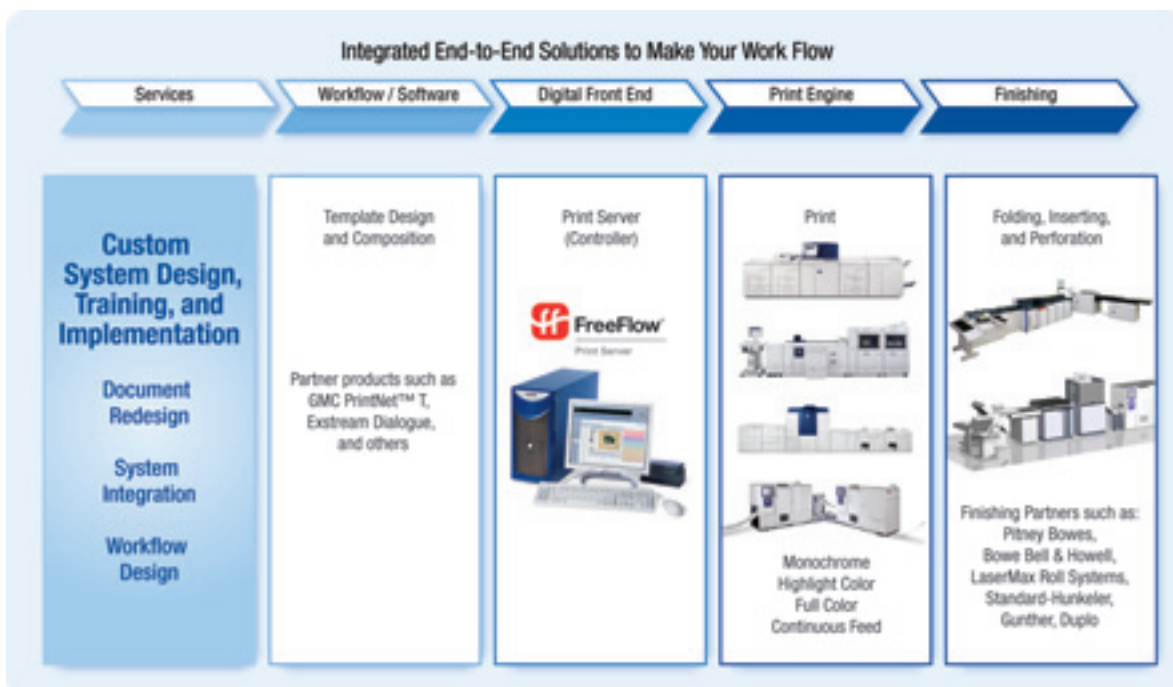 Integrated End-to-End Solutions to Make Your Work Flow
Services
Workflow / Software
Digital Front End
Print Engine
Finishing
Custom
System Design,
Training, and
Implementation
Document
Redesign
System
Integration
Workflow
Design
Template Design
and Composition
Partner products such as
GMC PrintNet™ T,
Exstream Dialogue,
and others
Print Server
(Controller)
ff FreeFlow®
Print Server
Print
Monochrome
Highlight Color
Full Color
Continuous Feed
Folding, Inserting,
and Perforation
Finishing Partners such as:
Pitney Bowes,
Bowe Bell & Howell,
LaserMax Roll Systems,
Standard-Hunkeler,
Gunther, Duplo